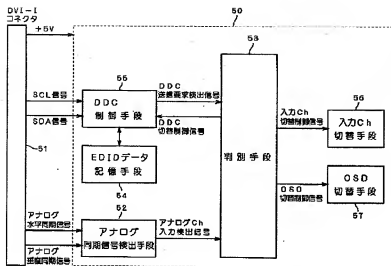 DVI-I
コネクタ
+5V
50
53
SCL信号
SDA信号
55
DDC
制御手段
DDC
送信要求検出信号
DDC
切替制御信号
EDIDデータ
記憶手段
54
51
判別手段
入力Ch
切替制御信号
56
入力Ch
切替手段
OSD
切替制御信号
OSD
切替手段
57
アナログ
水平同期信号
アナログ
垂直同期信号
52
アナログ
同期信号検出手段
アナログCh
入力検出信号